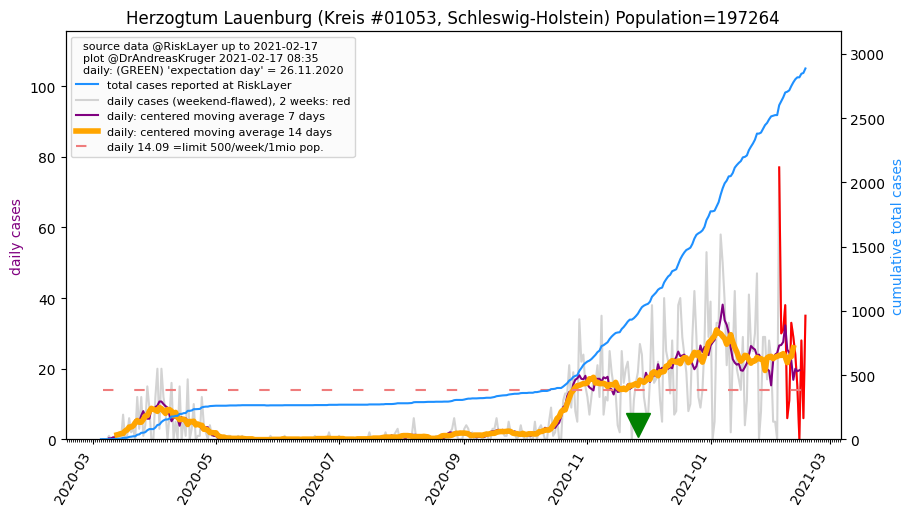 Herzogtum Lauenburg (Kreis #01053, Schleswig-Holstein) Population=197264
source data @RiskLayer up to 2021-02-17
plot @DrAndreasKruger 2021-02-17 08:35
daily: (GREEN) 'expectation day' = 26.11.2020
total cases reported at RiskLayer
daily cases (weekend-flawed), 2 weeks: red
daily: centered moving average 7 days
daily: centered moving average 14 days
daily 14.09 =limit 500/week/1mio pop.
daily cases
0
20
40
60
80
100
cumulative total cases
0
500
1000
1500
2000
2500
3000
2020-03
2020-05
2020-07
2020-09
2020-11
2021-01
2021-03